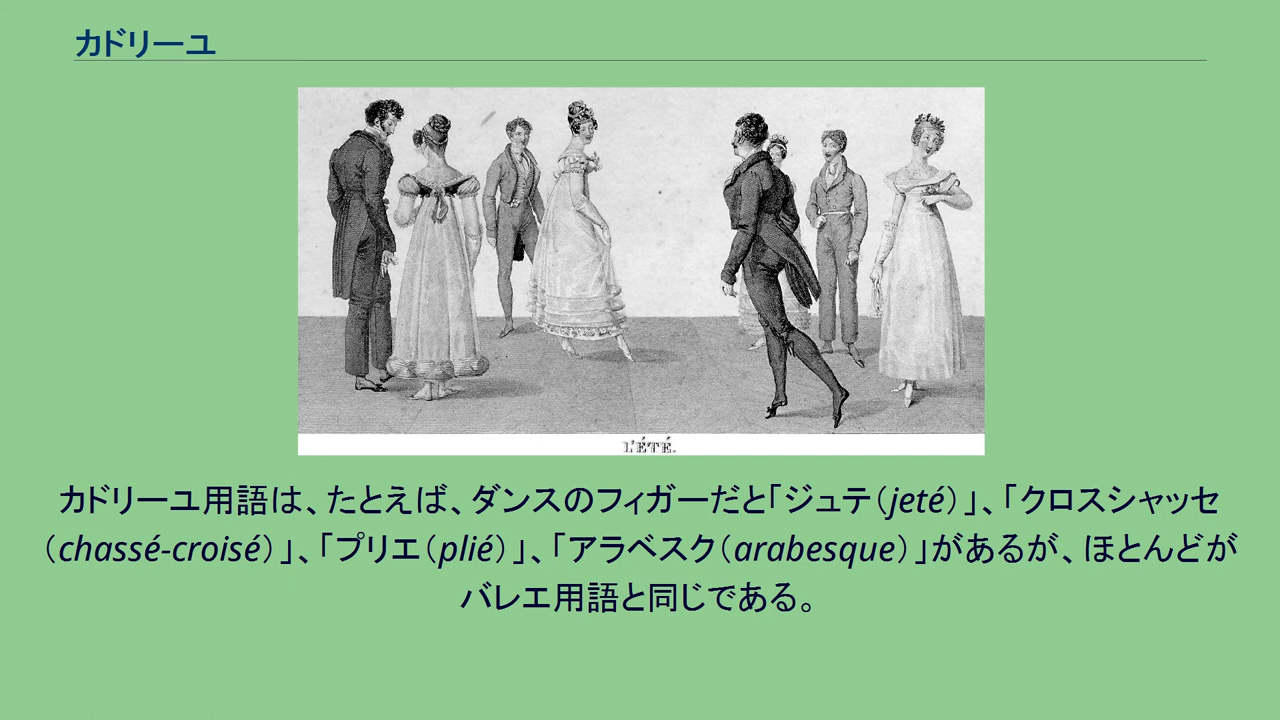 カドリーユ
L'ÉTÉ.
カドリーユ用語は、たとえば、ダンスのフィガーだと「ジュテ（jeté）」、「クロスシャッセ
（chassé-croisé）」、「プリエ（plié）」、「アラベスク（arabesque）」があるが、ほとんどが
バレエ用語と同じである。